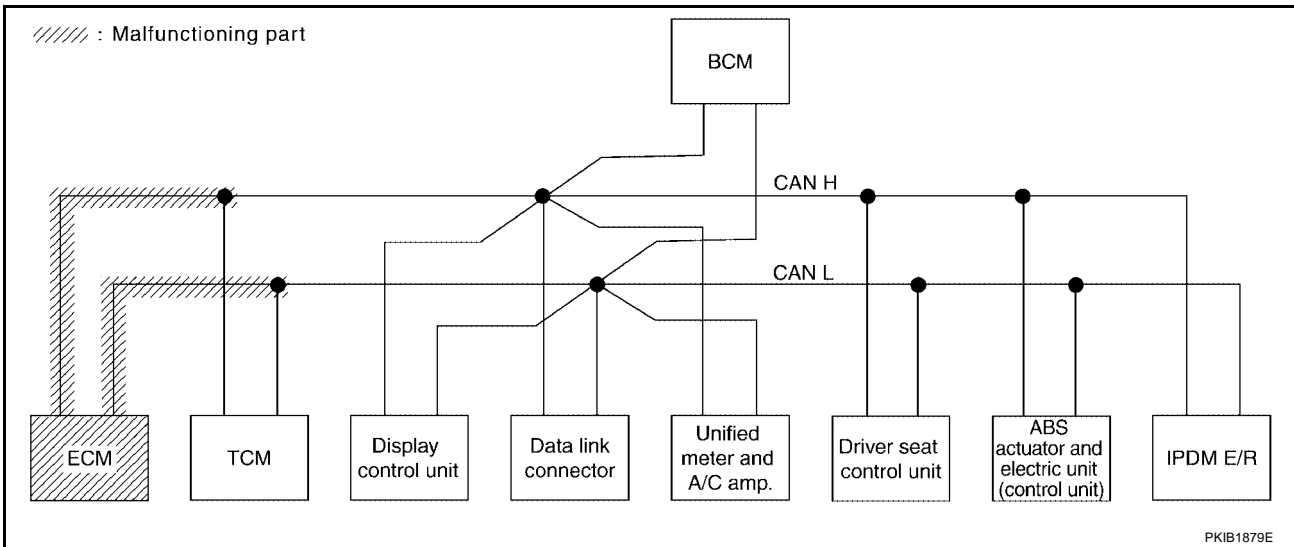 : Malfunctioning part
BCM
CAN H
CAN L
ECM
TCM
Display
control unit
Data link
connector
Unified
meter and
A/C amp.
Driver seat
control unit
ABS
actuator and
electric unit
(control unit)
IPDM E/R
PKIB1879E